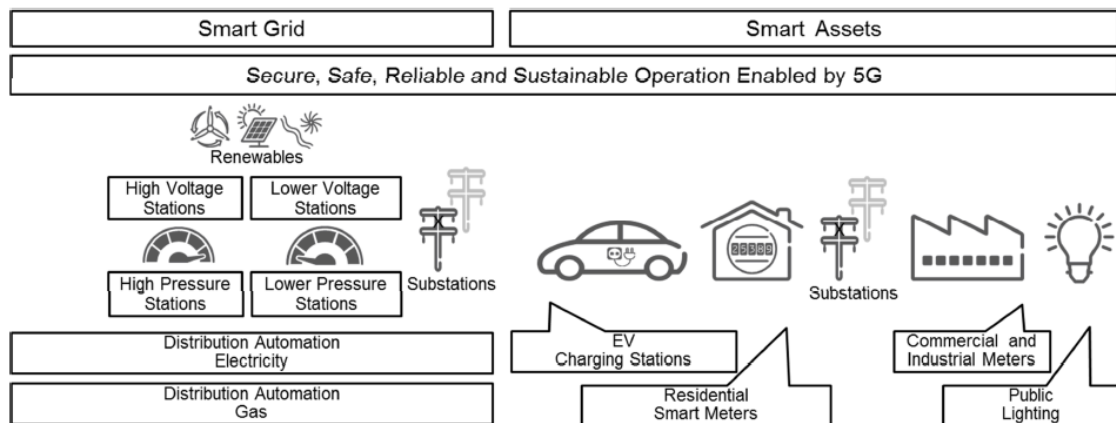 Smart Grid
Smart Assets
Secure, Safe, Reliable and Sustainable Operation Enabled by 5G
Renewables
High Voltage
Stations
Lower Voltage
Stations
High Pressure
Stations
Lower Pressure
Stations
Substations
25389
Substations
Distribution Automation
Electricity
Distribution Automation
Gas
EV
Charging Stations
Residential
Smart Meters
Commercial and
Industrial Meters
Public
Lighting